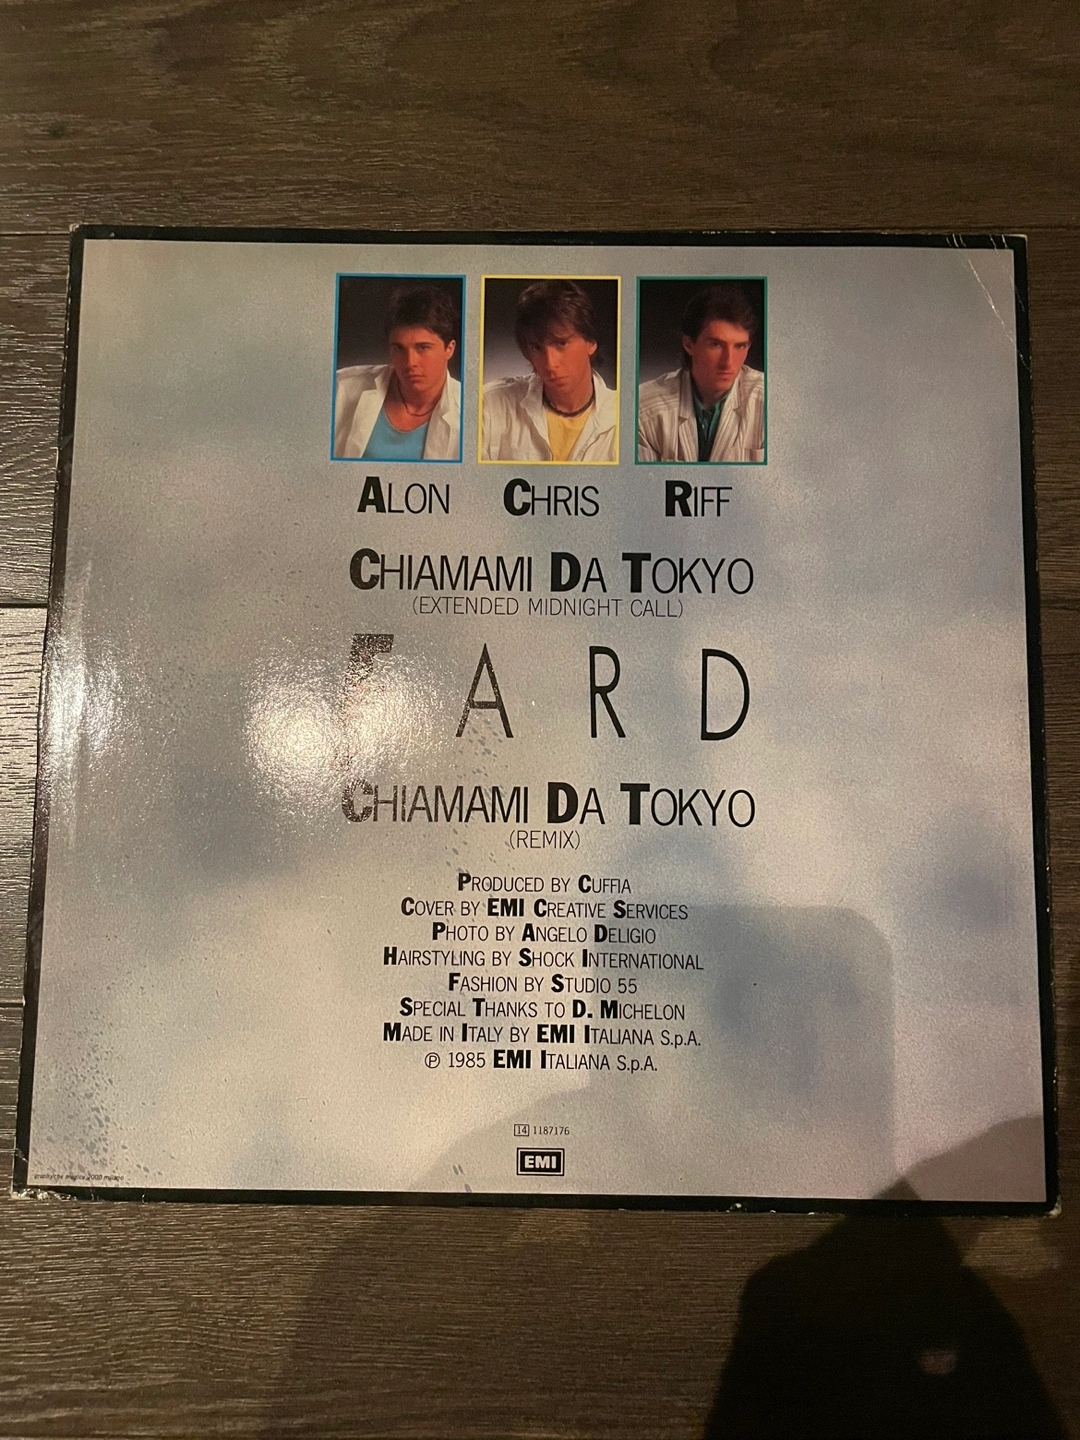 ALON CHRIS RIFF
CHIAMAMI DA TOKYO
(EXTENDED MIDNIGHT CALL)
FARD
CHIAMAMI DA TOKYO
(REMIX)
PRODUCED BY CUFFIA
COVER BY EMI CREATIVE SERVICES
PHOTO BY ANGELO DELIGIO
HAIRSTYLING BY SHOCK INTERNATIONAL
FASHION BY STUDIO 55
SPECIAL THANKS TO D. MICHELON
MADE IN ITALY BY EMI ITALIANA S.p.A.
℗ 1985 EMI ITALIANA S.p.A.
14 1187176
EMI